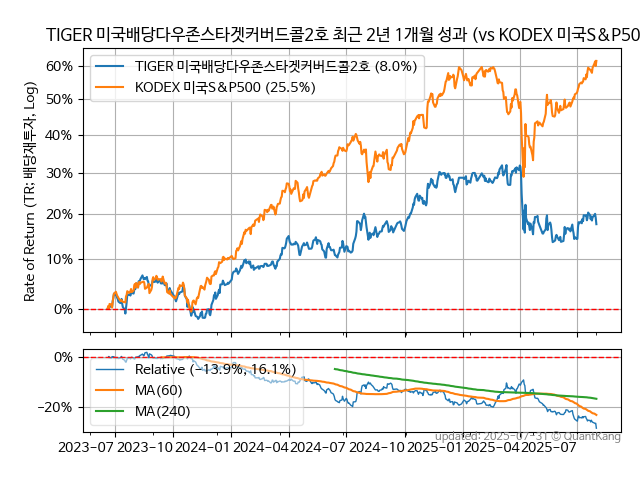 TIGER 미국배당다우존스타겟커버드콜2호 최근 2년 1개월 성과 (vs KODEX 미국S&P50
60%
50%
40%
30%
20%
10%
0%
Rate of Return (TR: 배당재투자, Log)
TIGER 미국배당다우존스타겟커버드콜2호 (8.0%)
KODEX 미국S&P500 (25.5%)
0%
−20%
Relative (−13.9%, 16.1%)
MA(60)
MA(240)
updated: 2025-07-31 © QuantKang
2023-07 2023-10 2024-01 2024-04 2024-07 2024-10 2025-01 2025-04 2025-07